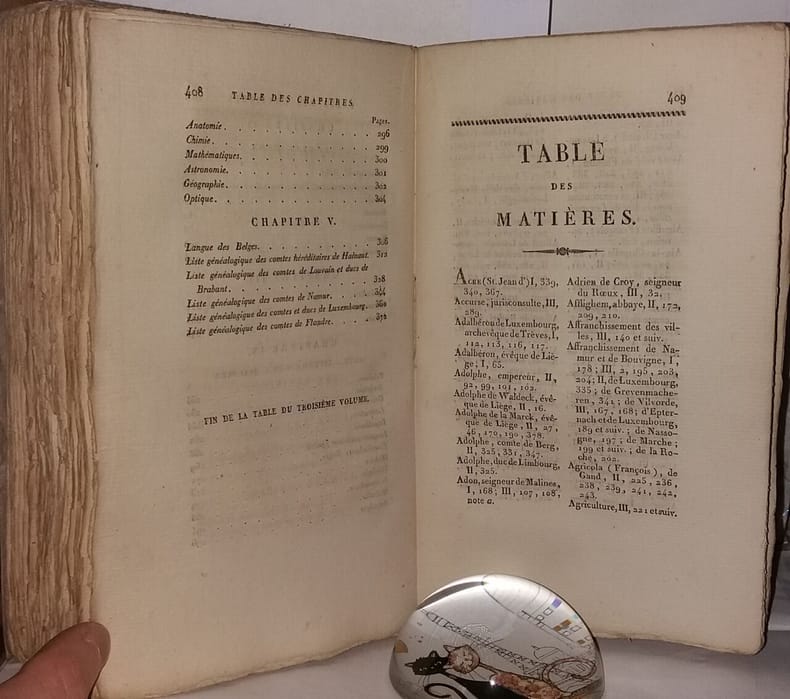 408 TABLE DES CHAPITRES.
Pages.
Anatomie. . . . . . . . . . . . 296
Chimie. . . . . . . . . . . . . 299
Mathématiques. . . . . . . . . . 300
Astronomie. . . . . . . . . . . 301
Géographie. . . . . . . . . . . 302
Optique. . . . . . . . . . . . . 304
CHAPITRE V.
Langue des Belges. . . . . . . . 306
Liste généalogique des comtes héréditaires de Hainaut. 312
Liste généalogique des comtes de Louvain et ducs de
Brabant. . . . . . . . . . . . 328
Liste généalogique des comtes de Namur. . . . 344
Liste généalogique des comtes et ducs de Luxembourg. 360
Liste généalogique des comtes de Flandre. . . . 372
FIN DE LA TABLE DU TROISIÈME VOLUME.
409
TABLE
DES
MATIÈRES.
ACRE (St. Jean d') I, 339,
340, 367.
Accurse, jurisconsulte, III,
289.
Adalbéron de Luxembourg,
archevêque de Trèves, I,
112, 113, 116, 117.
Adalbéron, évêque de Liè-
ge; I, 65.
Adolphe, empereur, II,
92, 99, 101, 102.
Adolphe de Waldeck, évê-
que de Liège, II, 16.
Adolphe de la Marck, évê-
que de Liège, II, 27,
46, 170, 190, 378.
Adolphe, comte de Berg,
II, 325, 331, 347.
Adolphe, duc de Limbourg,
II, 325.
Adon, seigneur de Malines,
I, 168; III, 107, 108,
note a.
Adrien de Croy, seigneur
du Rœux, III, 32.
Afflighem, abbaye, II, 172,
209, 210.
Affranchissement des vil-
les, III, 140 et suiv.
Affranchissement de Na-
mur et de Bouvigne, I,
178; III, 2, 195, 203,
204; II, de Luxembourg,
335; de Grevenmache-
ren, 341; de Vilvorde,
III, 167, 168; d'Epter-
nach et de Luxembourg,
189 et suiv.; de Nasso-
gne, 197; de Marche:
199 et suiv.; de la Ro-
che, 202.
Agricola (François), de
Gand, II, 225, 236,
238, 239, 241, 242,
243.
Agriculture, III, 221 et suiv.